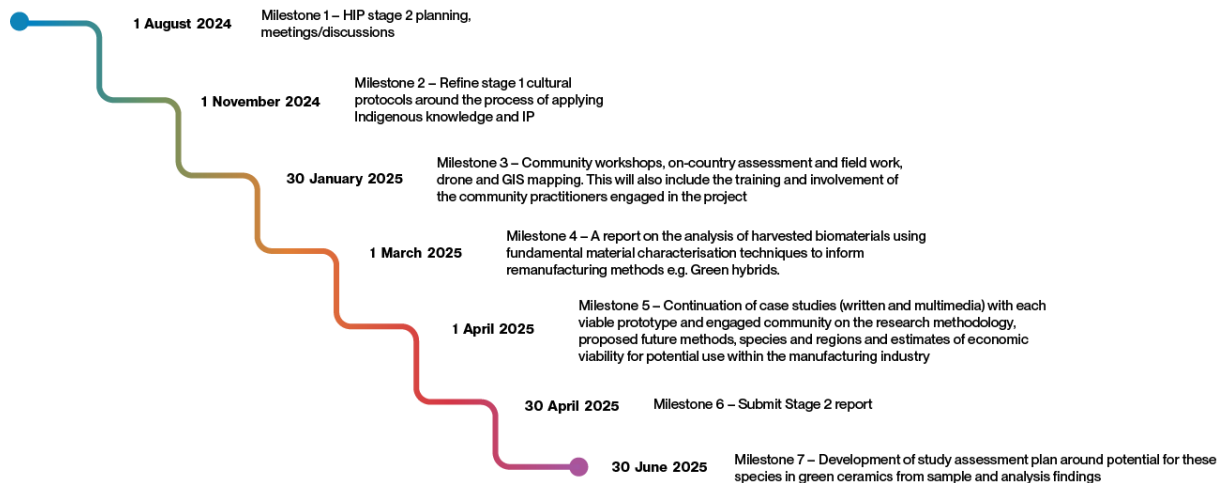 1 August 2024
Milestone 1 – HIP stage 2 planning,
meetings/discussions
1 November 2024
Milestone 2 – Refine stage 1 cultural
protocols around the process of applying
Indigenous knowledge and IP
30 January 2025
Milestone 3 – Community workshops, on-country assessment and field work,
drone and GIS mapping. This will also include the training and involvement of
the community practitioners engaged in the project
1 March 2025
Milestone 4 – A report on the analysis of harvested biomaterials using
fundamental material characterisation techniques to inform
remanufacturing methods e.g. Green hybrids.
1 April 2025
Milestone 5 – Continuation of case studies (written and multimedia) with each
viable prototype and engaged community on the research methodology,
proposed future methods, species and regions and estimates of economic
viability for potential use within the manufacturing industry
30 April 2025
Milestone 6 – Submit Stage 2 report
30 June 2025
Milestone 7 – Development of study assessment plan around potential for these
species in green ceramics from sample and analysis findings